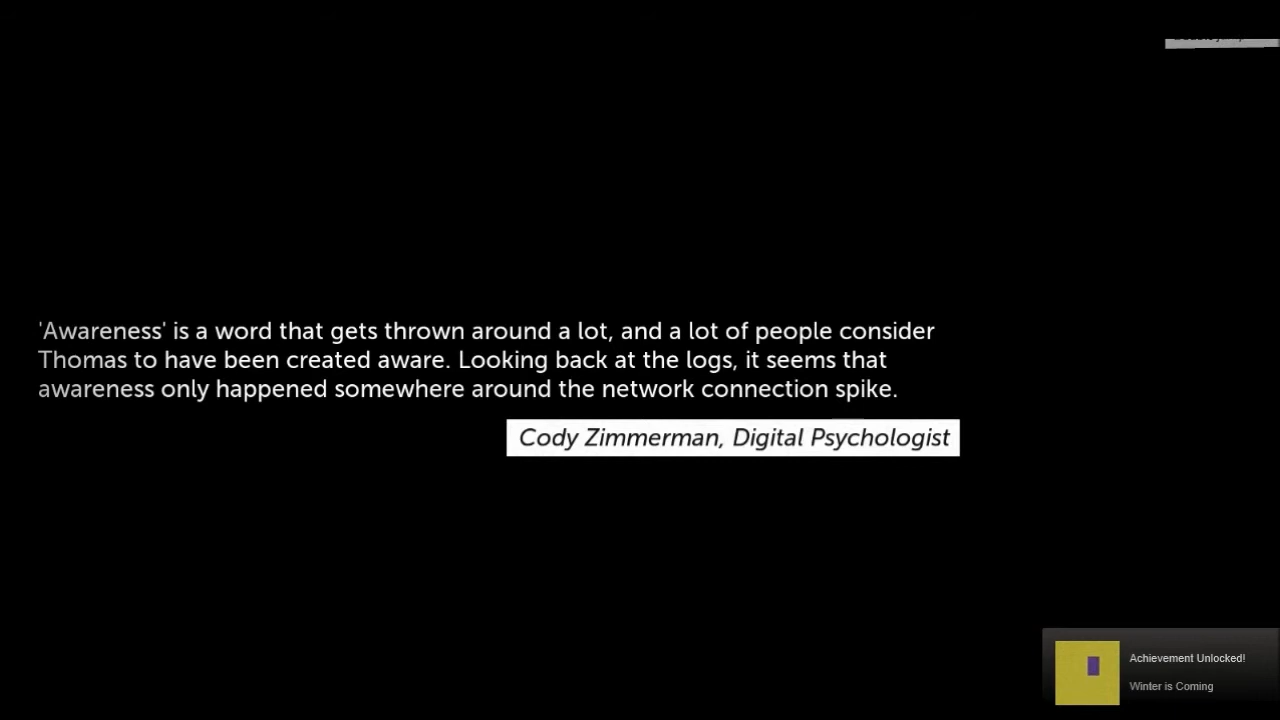 'Awareness' is a word that gets thrown around a lot, and a lot of people consider
Thomas to have been created aware. Looking back at the logs, it seems that
awareness only happened somewhere around the network connection spike.
Cody Zimmerman, Digital Psychologist
Achievement Unlocked!
Winter is Coming